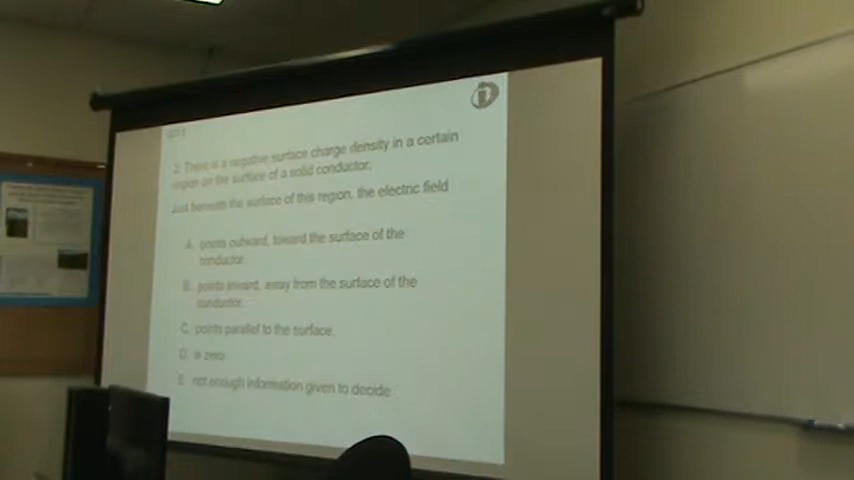 2. There is a negative surface charge density in a certain
region on the surface of a solid conductor.
Just beneath the surface of this region, the electric field
A. points outward, toward the surface of the
conductor.
B. points inward, away from the surface of the
conductor.
C. points parallel to the surface.
D. is zero
E. not enough information given to decide